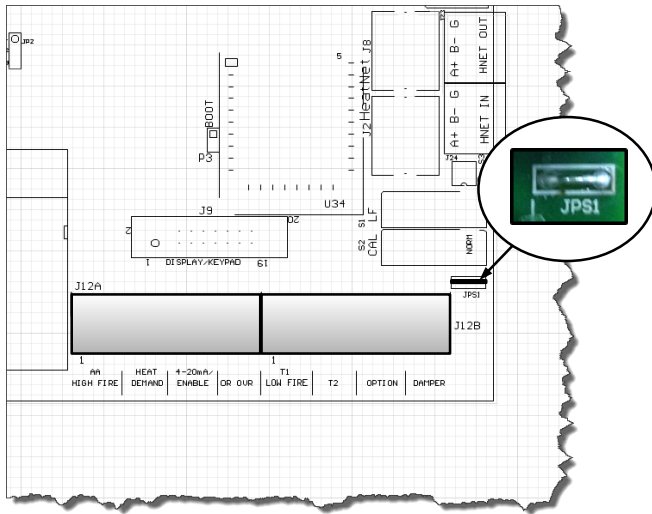 JP2
5
J23
A+ B- G
HNET OUT
J8
HeatNet
J2
A+ B- G
HNET IN
S3
J24
BOOT
P3
U34
20
J9
2
1 DISPLAY/KEYPAD 19
S1
LF
S2
CAL
NORM
JPS1
JPS1
J12A
J12B
1
1
AA
HIGH FIRE
HEAT
DEMAND
4-20mA/
ENABLE
OR OVR
T1
LOW FIRE
T2
OPTION
DAMPER